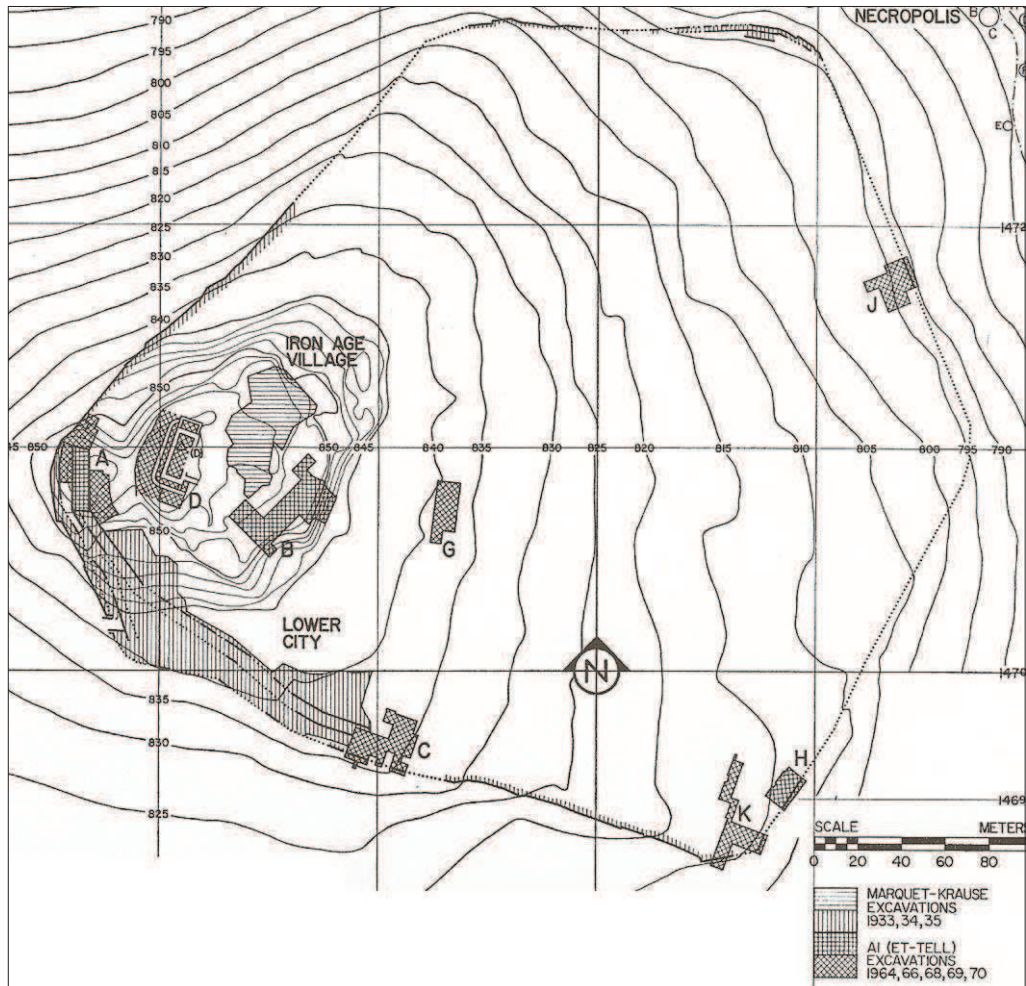 790
795
800
805
810
815
820
825
830
835
840
850
NECROPOLIS
B
C
E
1472
J
IRON AGE
VILLAGE
45
850
A
(D)
D
850
845
840
835
830
825
820
815
810
805
800
795
790
850
B
G
LOWER
CITY
N
1470
835
830
825
C
H
K
1469
SCALE
METER
0
20
40
60
80
MARQUET-KRAUSE
EXCAVATIONS
1933, 34, 35
AI (ET-TELL)
EXCAVATIONS
1964, 66, 68, 69, 70